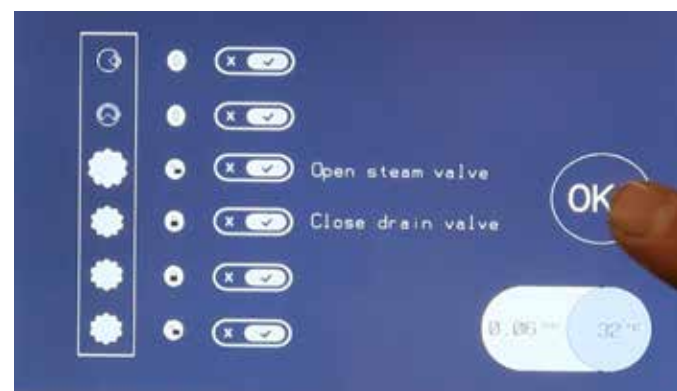 X
X
X Open steam valve
OK
X Close drain valve
X
X
0.06
32 °C